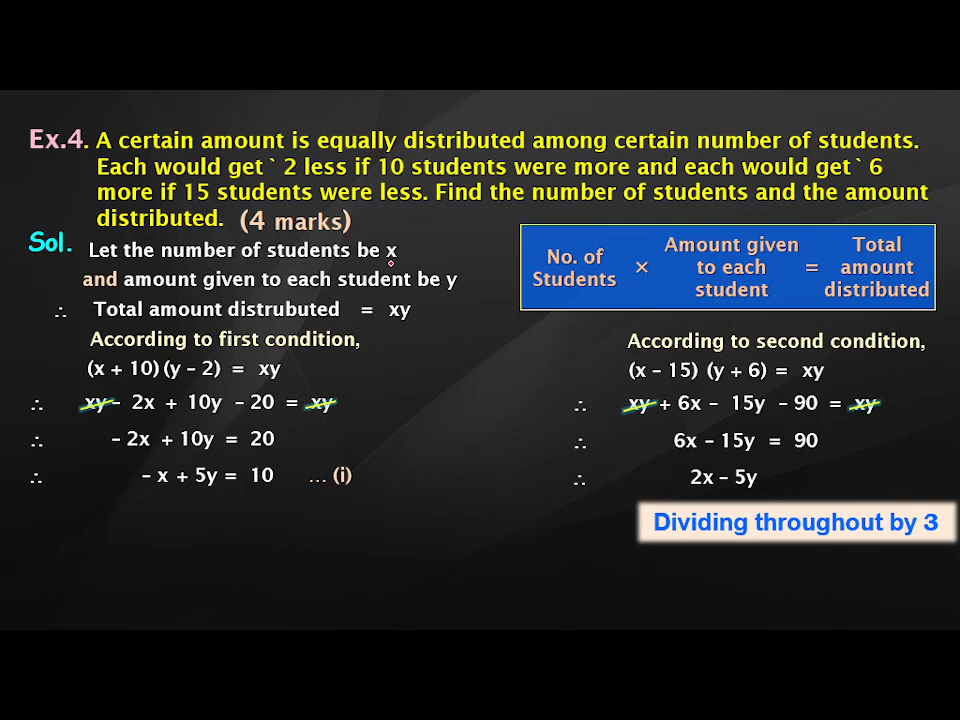 Ex.4. A certain amount is equally distributed among certain number of students.
Each would get ` 2 less if 10 students were more and each would get ` 6
more if 15 students were less. Find the number of students and the amount
distributed. (4 marks)
Sol. Let the number of students be x
and amount given to each student be y
∴ Total amount distrubuted = xy
No. of Students × Amount given to each student = Total amount distributed
According to first condition,
(x + 10) (y – 2) = xy
∴ xy – 2x + 10y – 20 = xy
∴ – 2x + 10y = 20
∴ – x + 5y = 10 … (i)
According to second condition,
(x – 15) (y + 6) = xy
∴ xy + 6x – 15y – 90 = xy
∴ 6x – 15y = 90
∴ 2x – 5y
Dividing throughout by 3